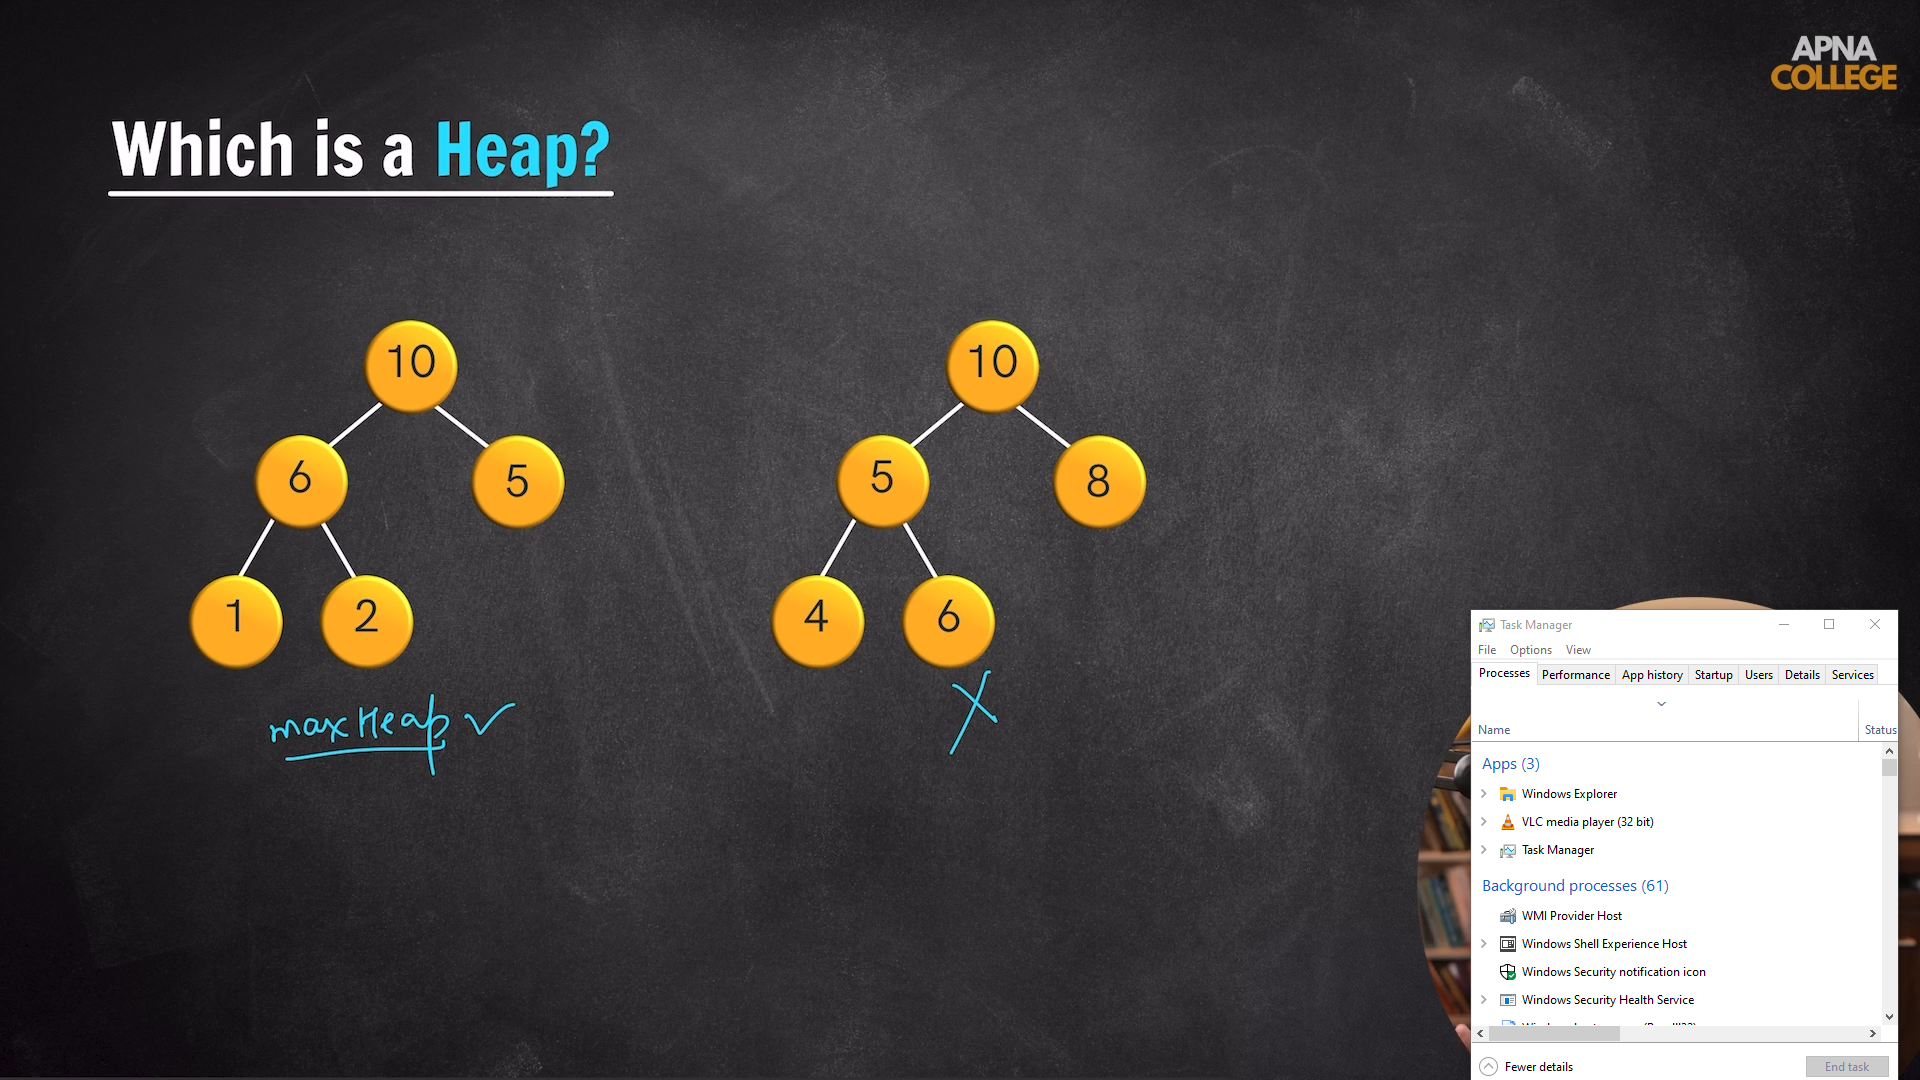 APNA
COLLEGE
Which is a Heap?
10
10
6
5
5
8
1
2
4
6
maxHeap ✓
X
Task Manager
File Options View
Processes Performance App history Startup Users Details Services
Name Status
Apps (3)
Windows Explorer
VLC media player (32 bit)
Task Manager
Background processes (61)
WMI Provider Host
Windows Shell Experience Host
Windows Security notification icon
Windows Security Health Service
Fewer details End task